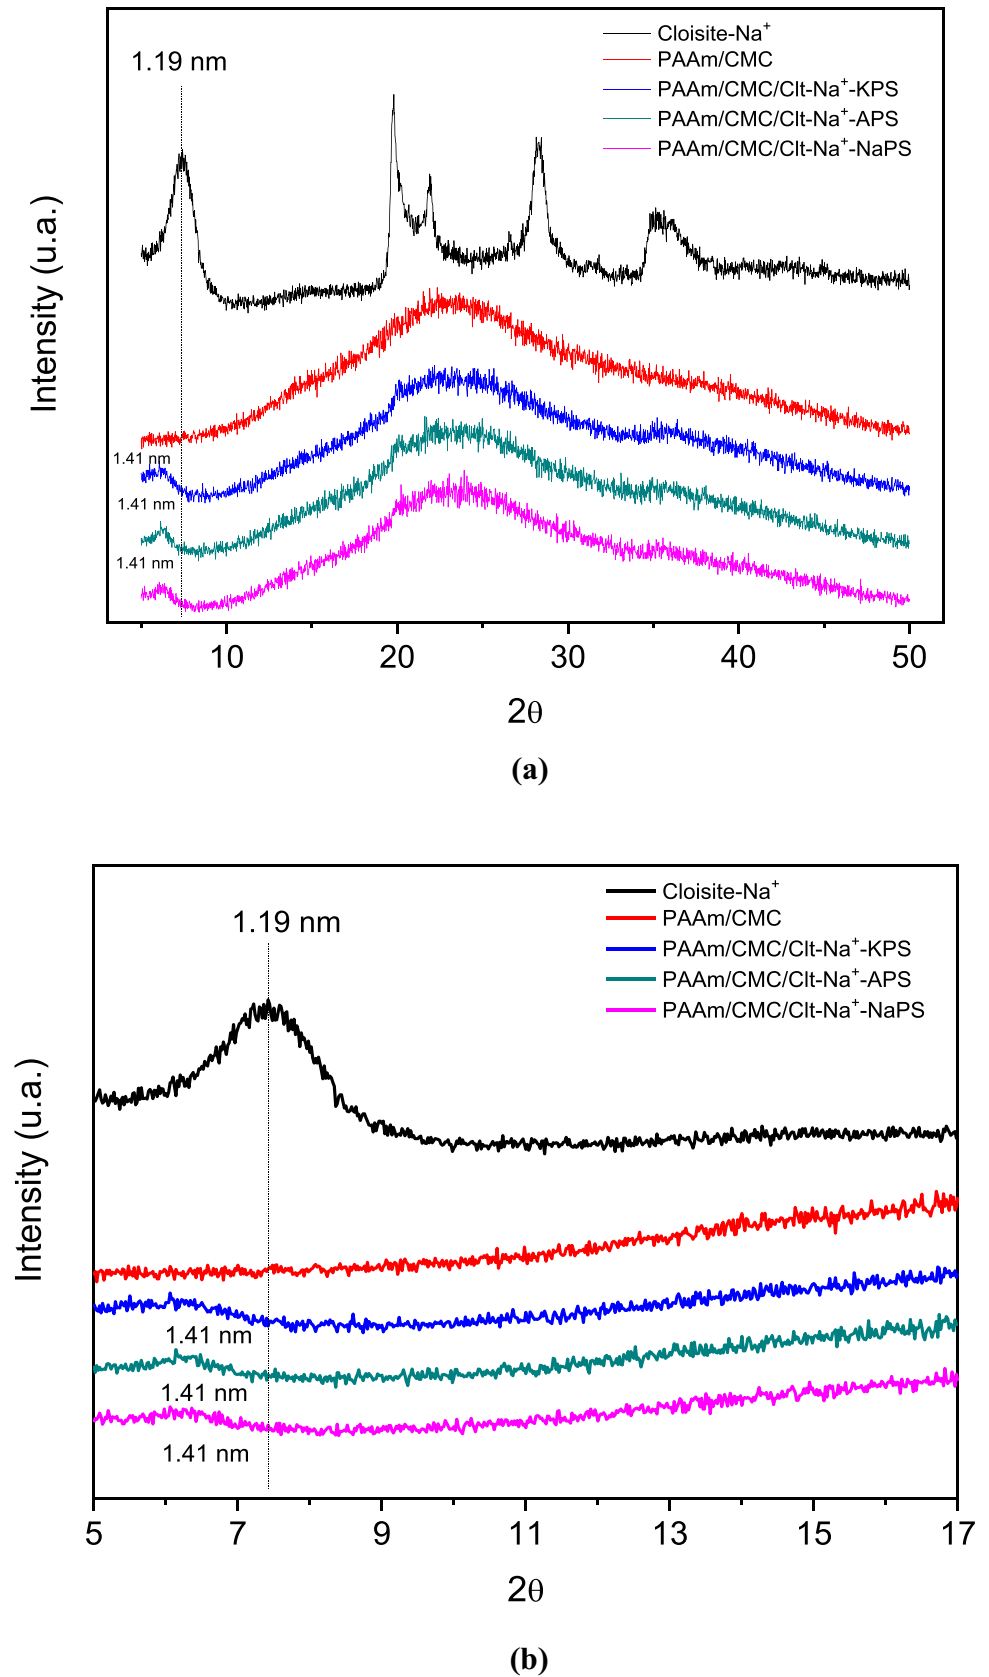 Cloisite-Na⁺
PAAm/CMC
PAAm/CMC/Clt-Na⁺-KPS
PAAm/CMC/Clt-Na⁺-APS
PAAm/CMC/Clt-Na⁺-NaPS
1.19 nm
Intensity (u.a.)
1.41 nm
1.41 nm
1.41 nm
10 20 30 40 50
2θ
(a)
Cloisite-Na⁺
PAAm/CMC
PAAm/CMC/Clt-Na⁺-KPS
PAAm/CMC/Clt-Na⁺-APS
PAAm/CMC/Clt-Na⁺-NaPS
1.19 nm
Intensity (u.a.)
1.41 nm
1.41 nm
1.41 nm
5 7 9 11 13 15 17
2θ
(b)